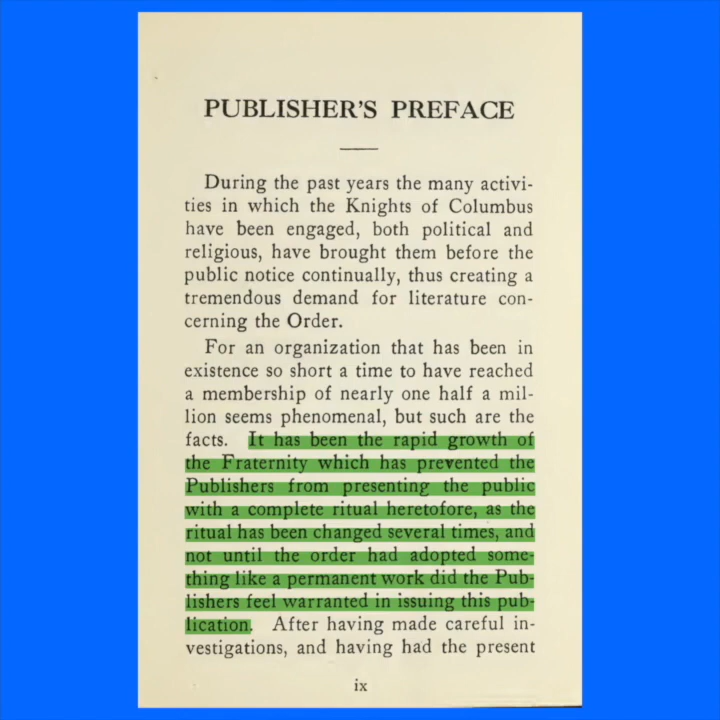 PUBLISHER'S PREFACE
During the past years the many activi-
ties in which the Knights of Columbus
have been engaged, both political and
religious, have brought them before the
public notice continually, thus creating a
tremendous demand for literature con-
cerning the Order.
For an organization that has been in
existence so short a time to have reached
a membership of nearly one half a mil-
lion seems phenomenal, but such are the
facts. It has been the rapid growth of
the Fraternity which has prevented the
Publishers from presenting the public
with a complete ritual heretofore, as the
ritual has been changed several times, and
not until the order had adopted some-
thing like a permanent work did the Pub-
lishers feel warranted in issuing this pub-
lication. After having made careful in-
vestigations, and having had the present
ix